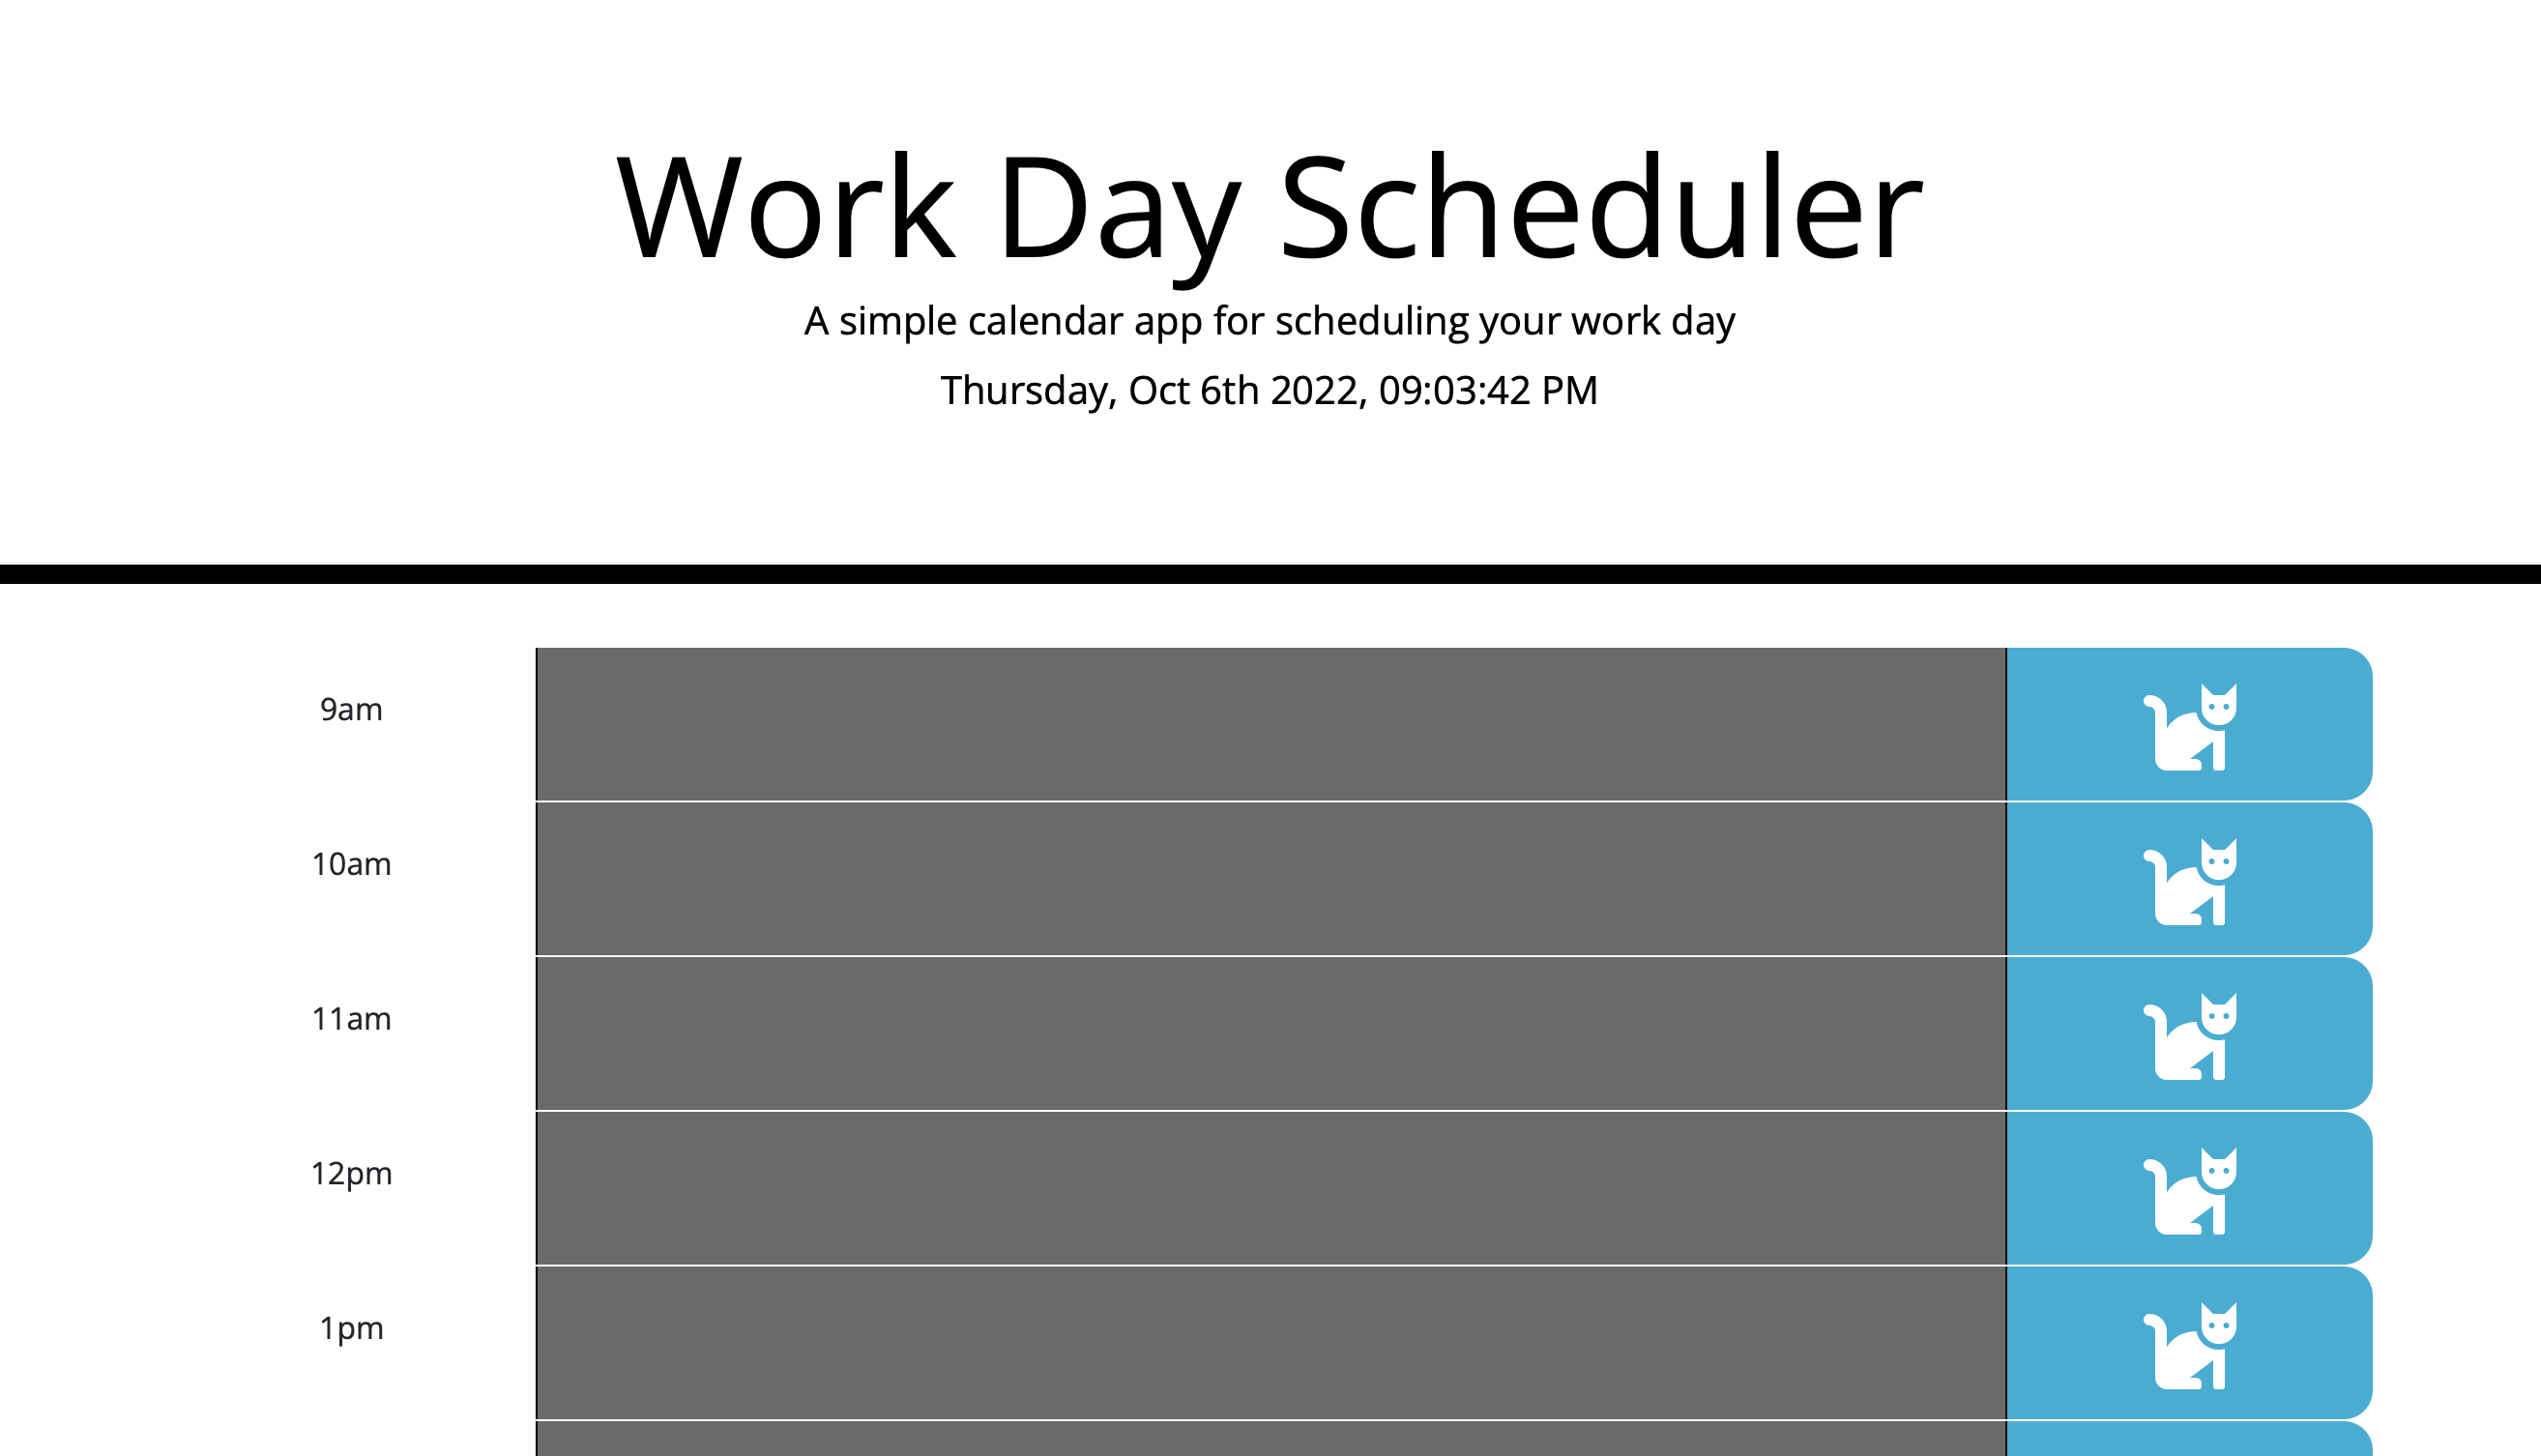 Work Day Scheduler
A simple calendar app for scheduling your work day
Thursday, Oct 6th 2022, 09:03:42 PM
9am
10am
11am
12pm
1pm